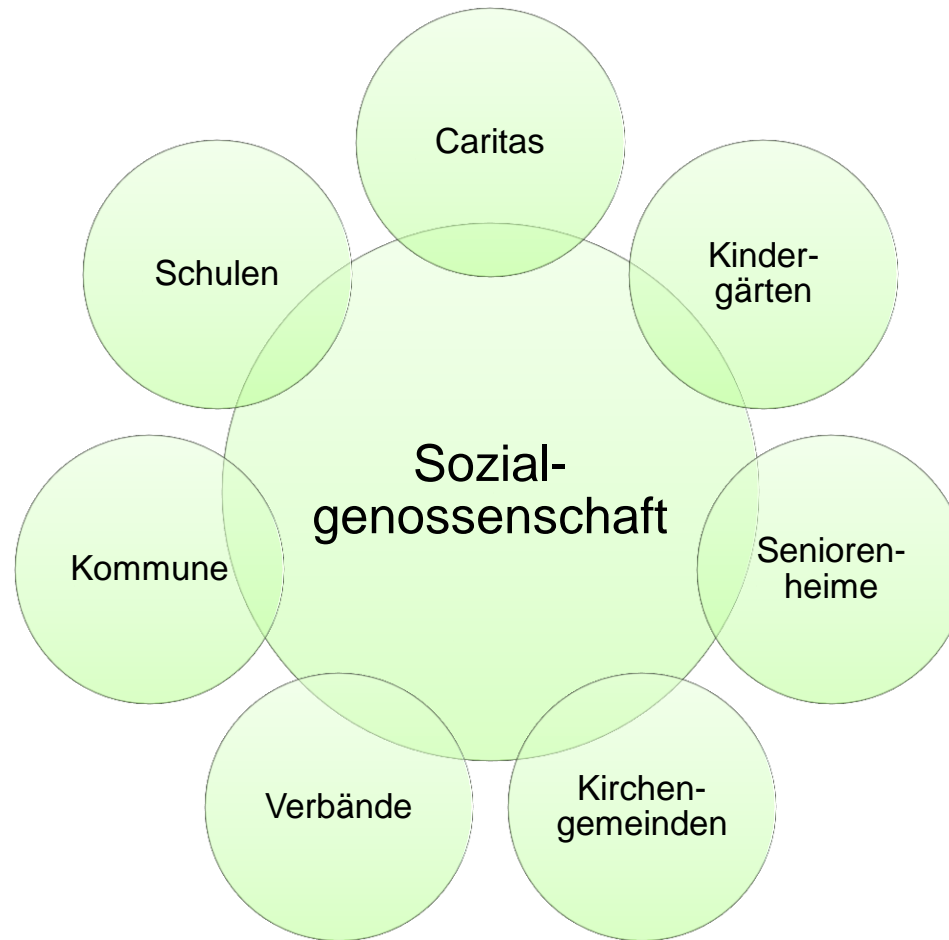 Caritas
Schulen
Kinder-
gärten
Sozial-
genossenschaft
Kommune
Senioren-
heime
Verbände
Kirchen-
gemeinden